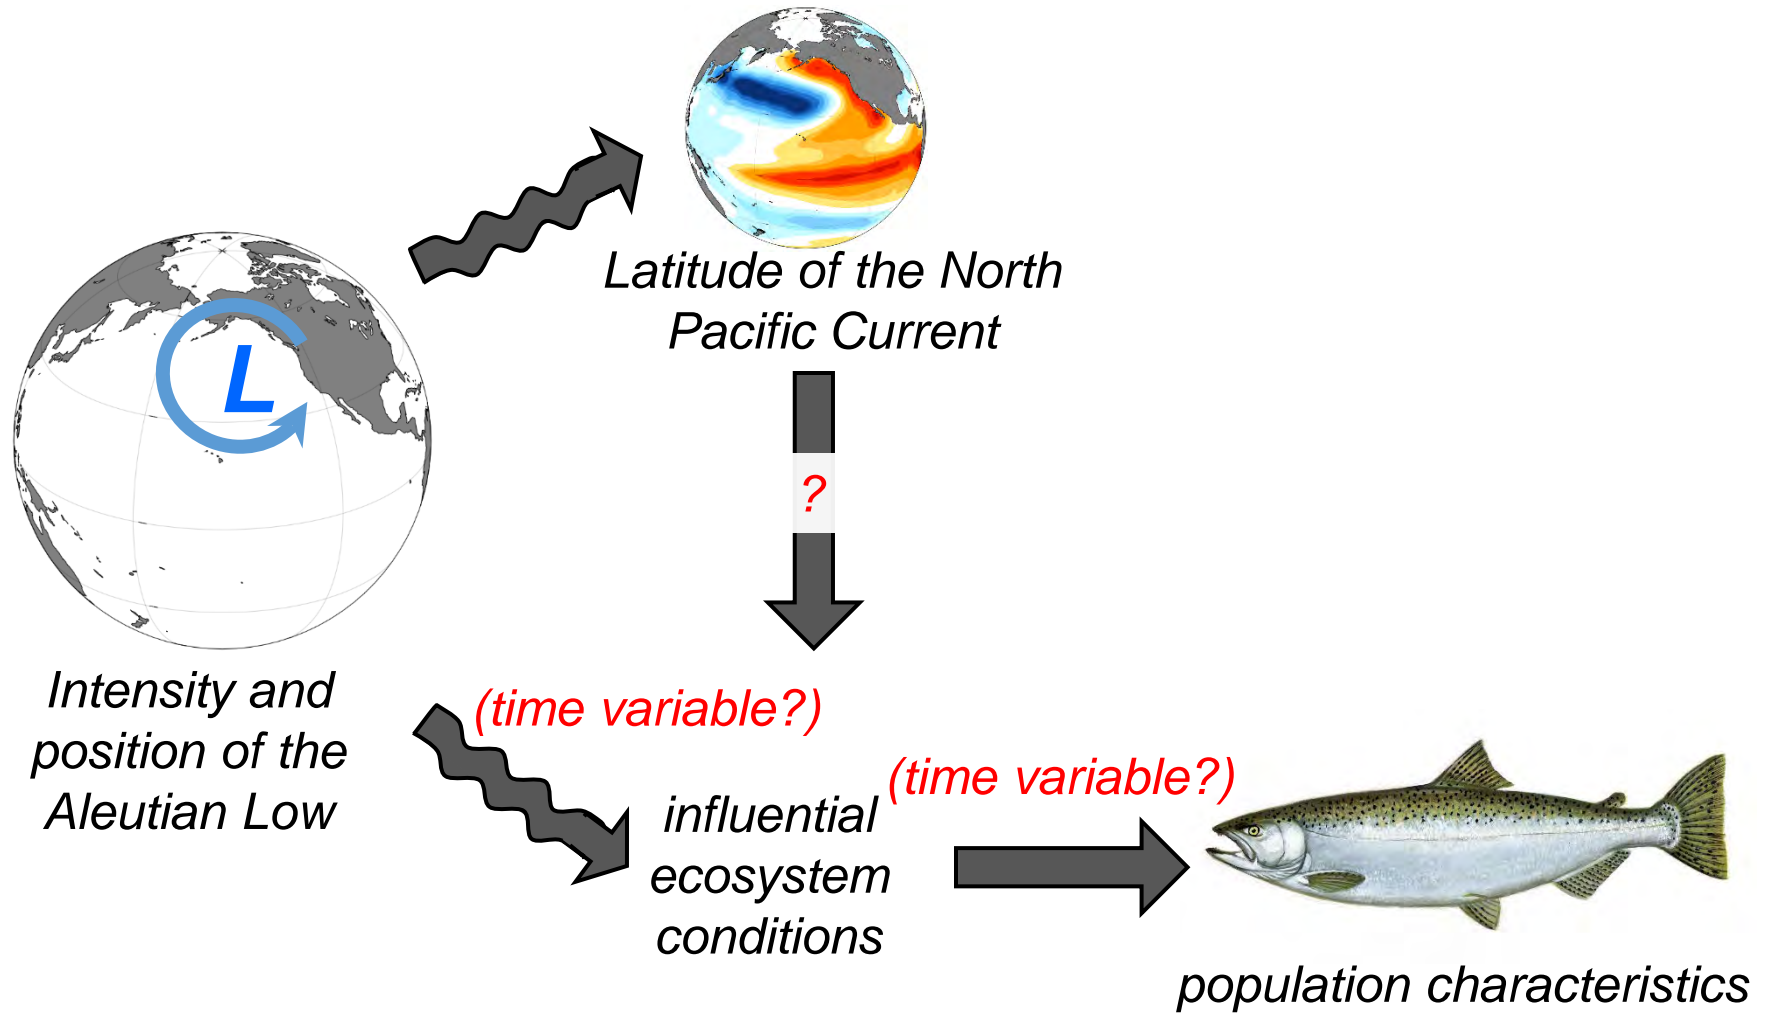 Latitude of the North
Pacific Current
L
?
Intensity and
position of the
Aleutian Low
(time variable?)
(time variable?)
influential
ecosystem
conditions
population characteristics